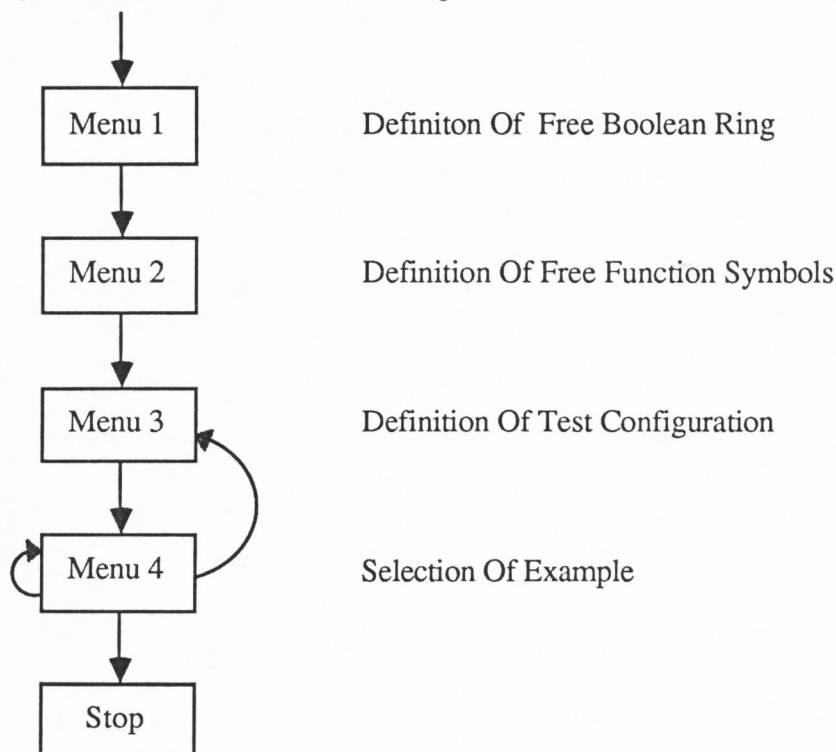 Menu 1 Definiton Of Free Boolean Ring
Menu 2 Definition Of Free Function Symbols
Menu 3 Definition Of Test Configuration
Menu 4 Selection Of Example
Stop